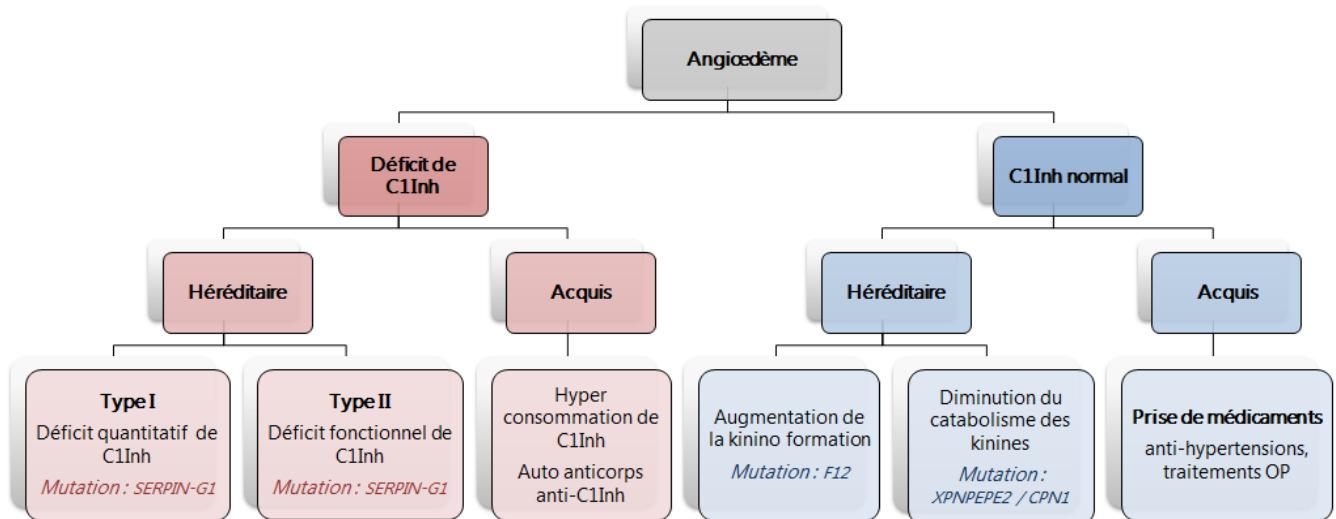 Angiœdème
Déficit de
C1Inh
C1Inh normal
Héréditaire
Acquis
Héréditaire
Acquis
Type I
Déficit quantitatif de
C1Inh
Mutation : SERPIN-G1
Type II
Déficit fonctionnel de
C1Inh
Mutation : SERPIN-G1
Hyper
consommation de
C1Inh
Auto anticorps
anti-C1Inh
Augmentation de
la kinino formation
Mutation : F12
Diminution du
catabolisme des
kinines
Mutation :
XPNPEPE2 / CPN1
Prise de médicaments
anti-hypertensions,
traitements OP